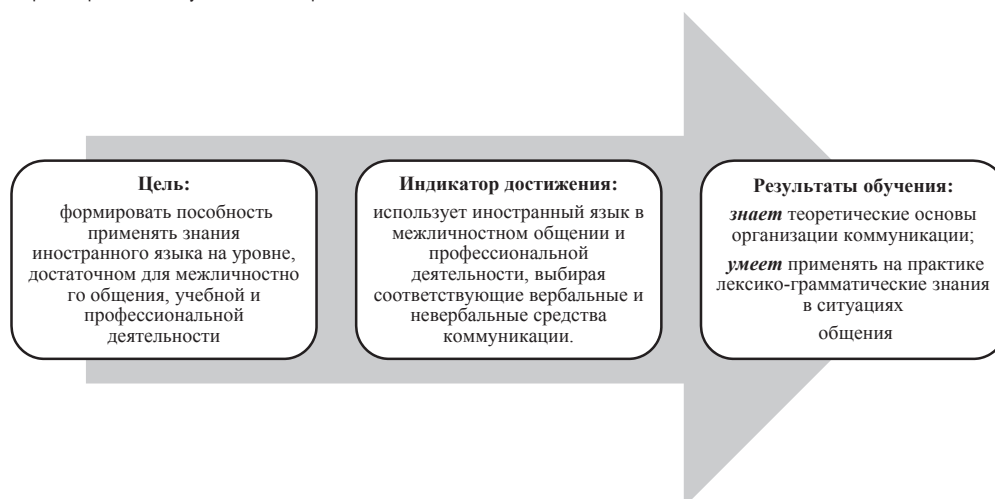 Цель:
формировать пособность
применять знания
иностранного языка на уровне,
достаточном для межличностно
го общения, учебной и
профессиональной
деятельности
Индикатор достижения:
использует иностранный язык в
межличностном общении и
профессиональной
деятельности, выбирая
соответствующие вербальные и
невербальные средства
коммуникации.
Результаты обучения:
знает теоретические основы
организации коммуникации;
умеет применять на практике
лексико-грамматические знания
в ситуациях
общения